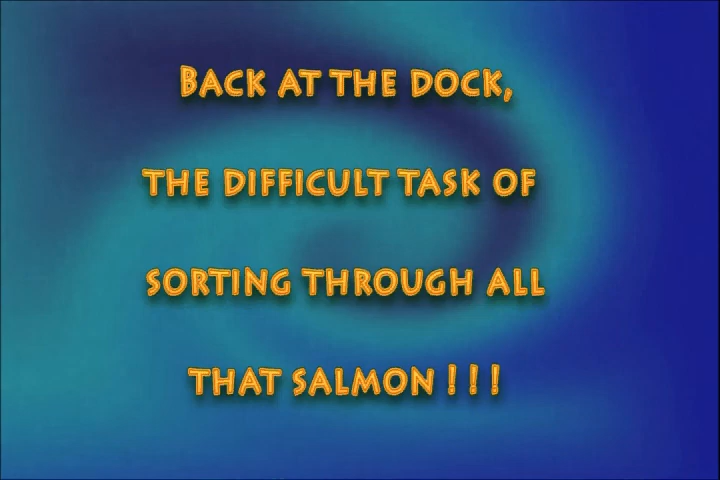 Back at the dock,
the difficult task of
sorting through all
that salmon ! ! !